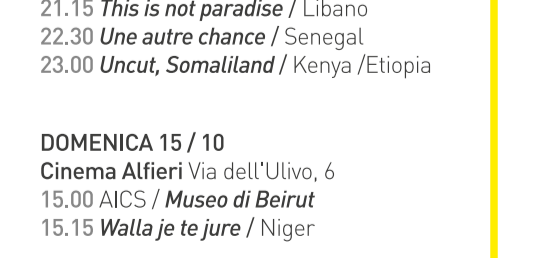 21.15 This is not paradise / Libano
22.30 Une autre chance / Senegal
23.00 Uncut, Somaliland / Kenya /Etiopia
DOMENICA 15 / 10
Cinema Alfieri Via dell'Ulivo, 6
15.00 AICS / Museo di Beirut
15.15 Walla je te jure / Niger